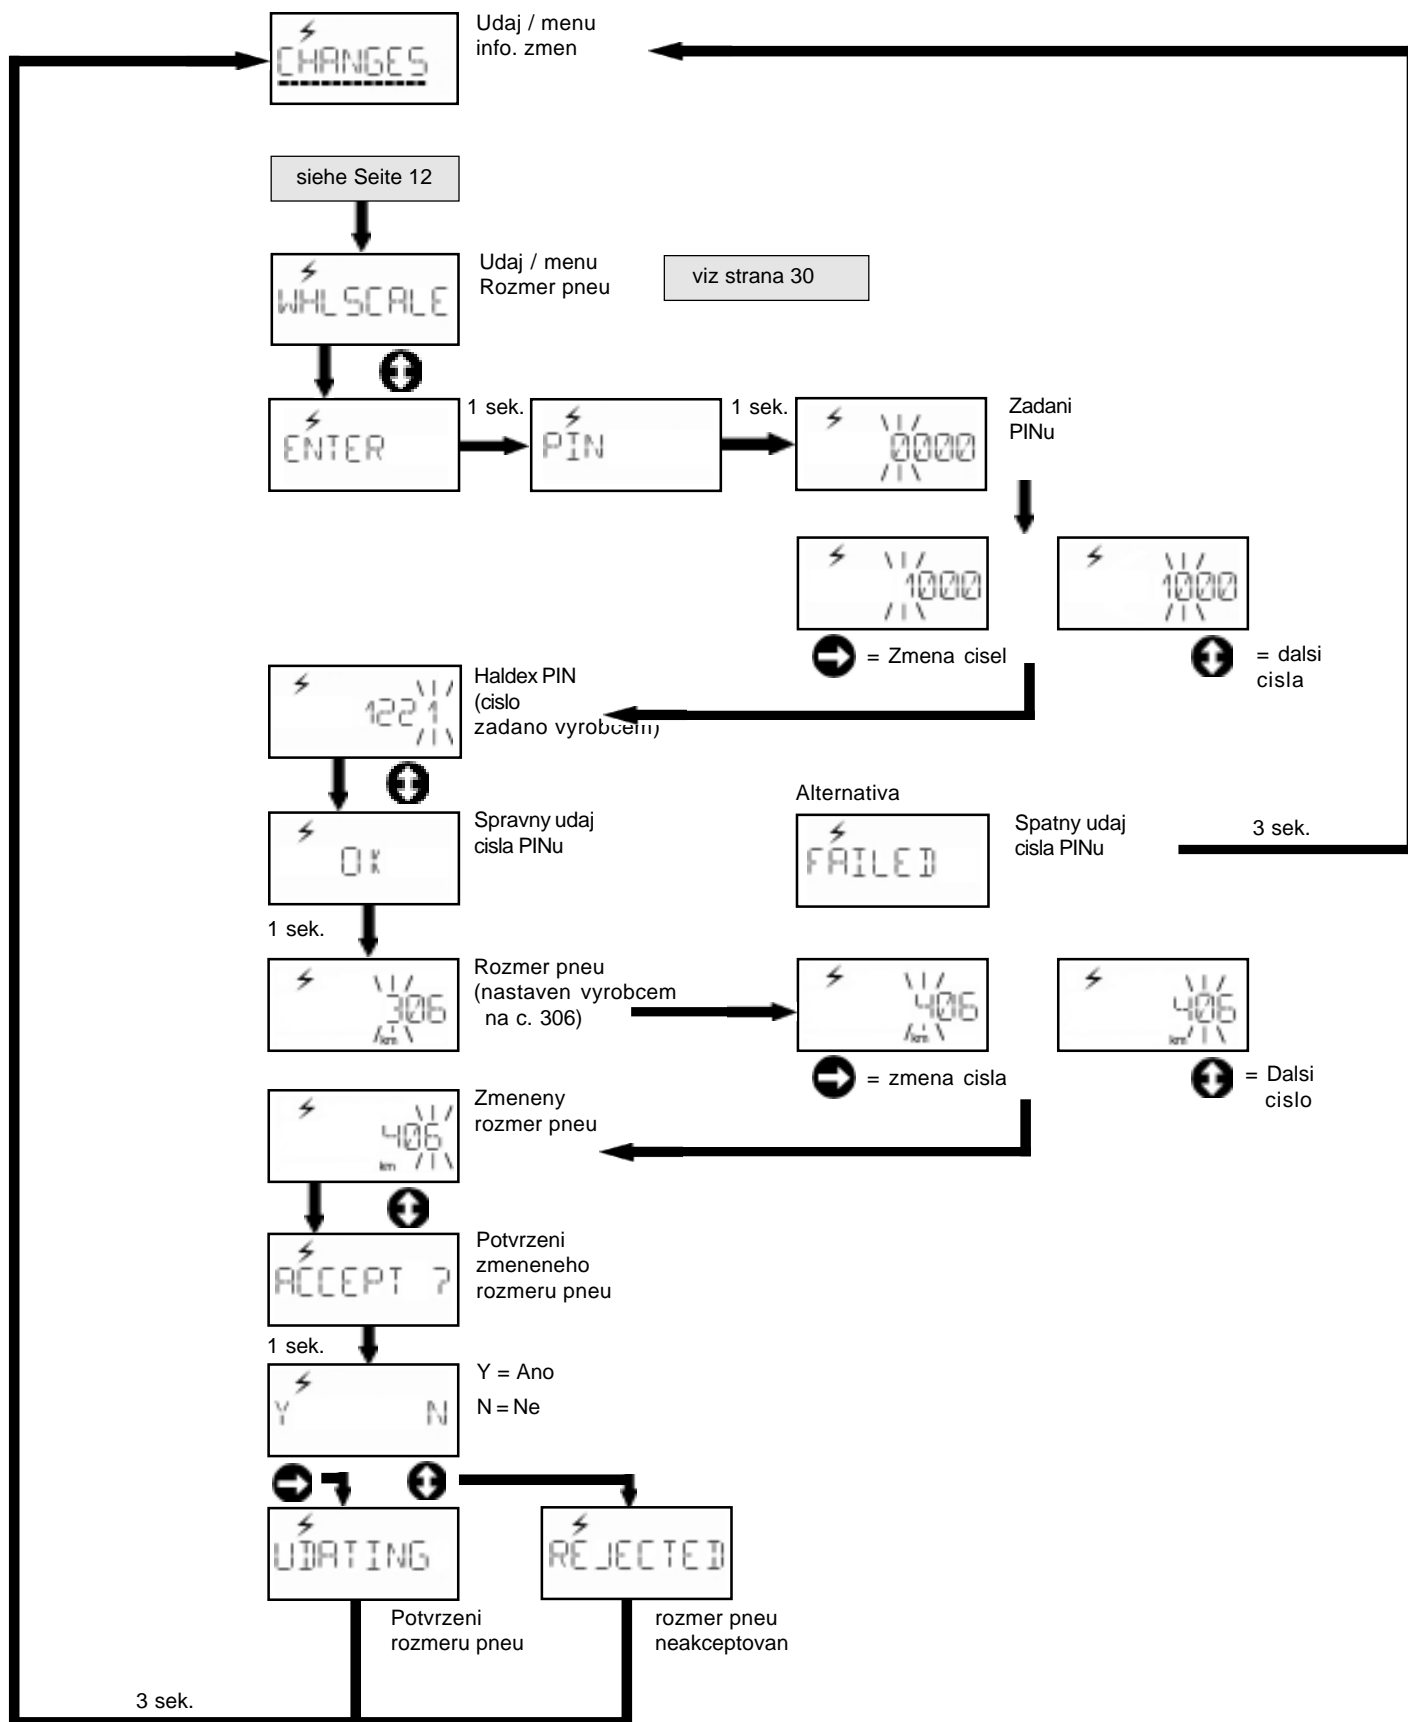 CHANGES
Udaj / menu
info. zmen
siehe Seite 12
WHLSCALE
Udaj / menu
Rozmer pneu
viz strana 30
ENTER
1 sek.
PIN
1 sek.
0000
Zadani
PINu
1000
1000
= Zmena cisel
= dalsi
cisla
1221
Haldex PIN
(cislo
zadano vyrobcem)
OK
Spravny udaj
cisla PINu
Alternativa
FAILED
Spatny udaj
cisla PINu
3 sek.
1 sek.
306
km
Rozmer pneu
(nastaven vyrobcem
na c. 306)
406
km
406
km
= zmena cisla
= Dalsi
cislo
406
km
Zmeneny
rozmer pneu
ACCEPT ?
Potvrzeni
zmeneneho
rozmeru pneu
1 sek.
Y N
Y = Ano
N = Ne
UDATING
REJECTED
Potvrzeni
rozmeru pneu
rozmer pneu
neakceptovan
3 sek.